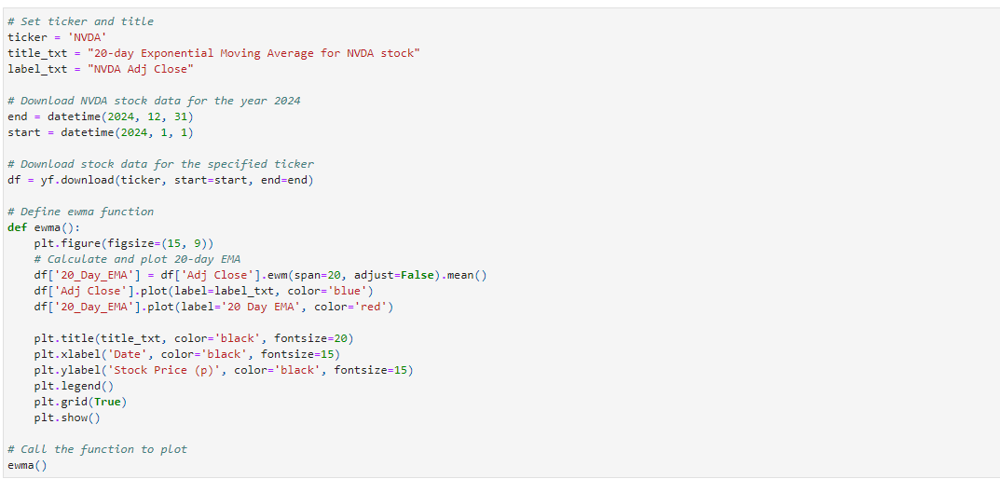 # Set ticker and title
ticker = 'NVDA'
title_txt = "20-day Exponential Moving Average for NVDA stock"
label_txt = "NVDA Adj Close"

# Download NVDA stock data for the year 2024
end = datetime(2024, 12, 31)
start = datetime(2024, 1, 1)

# Download stock data for the specified ticker
df = yf.download(ticker, start=start, end=end)

# Define ewma function
def ewma():
    plt.figure(figsize=(15, 9))
    # Calculate and plot 20-day EMA
    df['20_Day_EMA'] = df['Adj Close'].ewm(span=20, adjust=False).mean()
    df['Adj Close'].plot(label=label_txt, color='blue')
    df['20_Day_EMA'].plot(label='20 Day EMA', color='red')

    plt.title(title_txt, color='black', fontsize=20)
    plt.xlabel('Date', color='black', fontsize=15)
    plt.ylabel('Stock Price (p)', color='black', fontsize=15)
    plt.legend()
    plt.grid(True)
    plt.show()

# Call the function to plot
ewma()